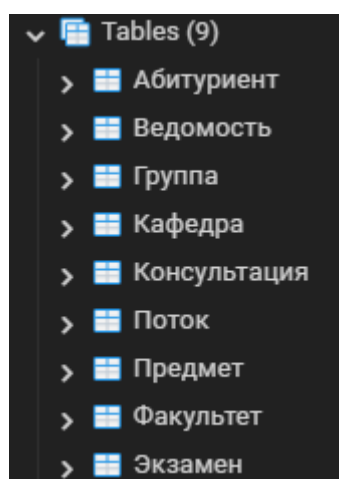 Tables (9)
Абитуриент
Ведомость
Группа
Кафедра
Консультация
Поток
Предмет
Факультет
Экзамен